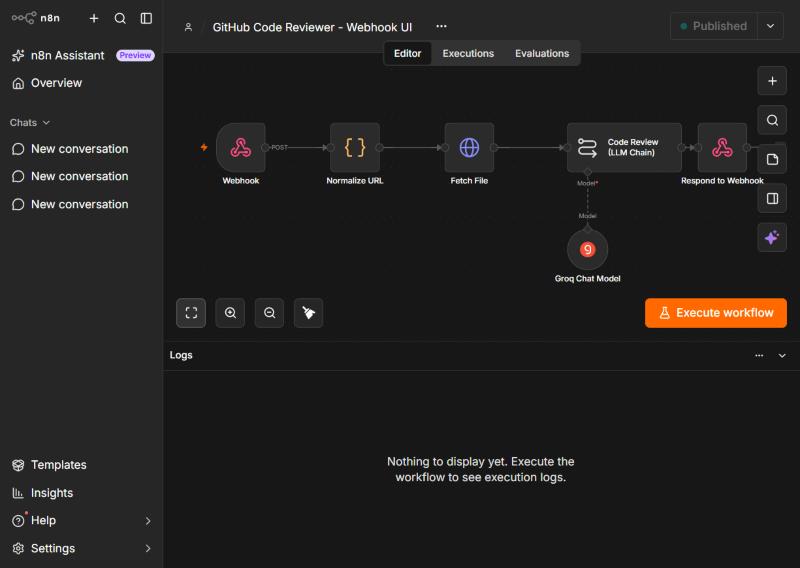 n8n
GitHub Code Reviewer - Webhook UI
Published
Editor
Executions
Evaluations
n8n Assistant
Preview
Overview
Chats
New conversation
New conversation
New conversation
POST
Code Review
(LLM Chain)
Webhook
Normalize URL
Fetch File
Respond to Webhook
Model*
Model
Groq Chat Model
Execute workflow
Logs
Nothing to display yet. Execute the
workflow to see execution logs.
Templates
Insights
Help
Settings